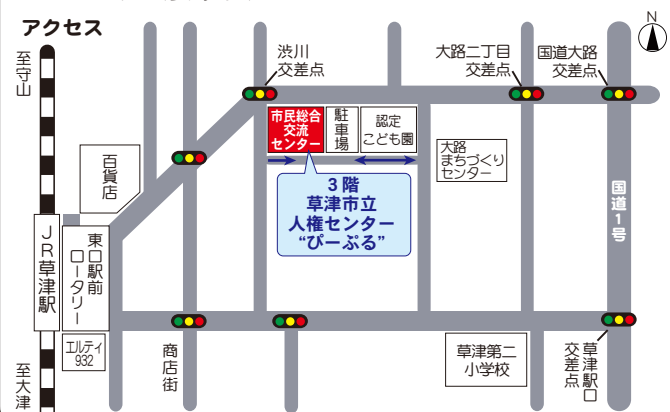 アクセス
N
至守山
渋川
交差点
大路二丁目
交差点
国道大路
交差点
市民総合
交流
センター
駐車場
認定
こども園
大路
まちづくり
センター
百貨店
3階
草津市立
人権センター
“ぴーぷる”
国道1号
JR草津駅
東口駅前
ロータリー
エルティ
932
商店街
草津第二
小学校
草津駅口
交差点
至大津